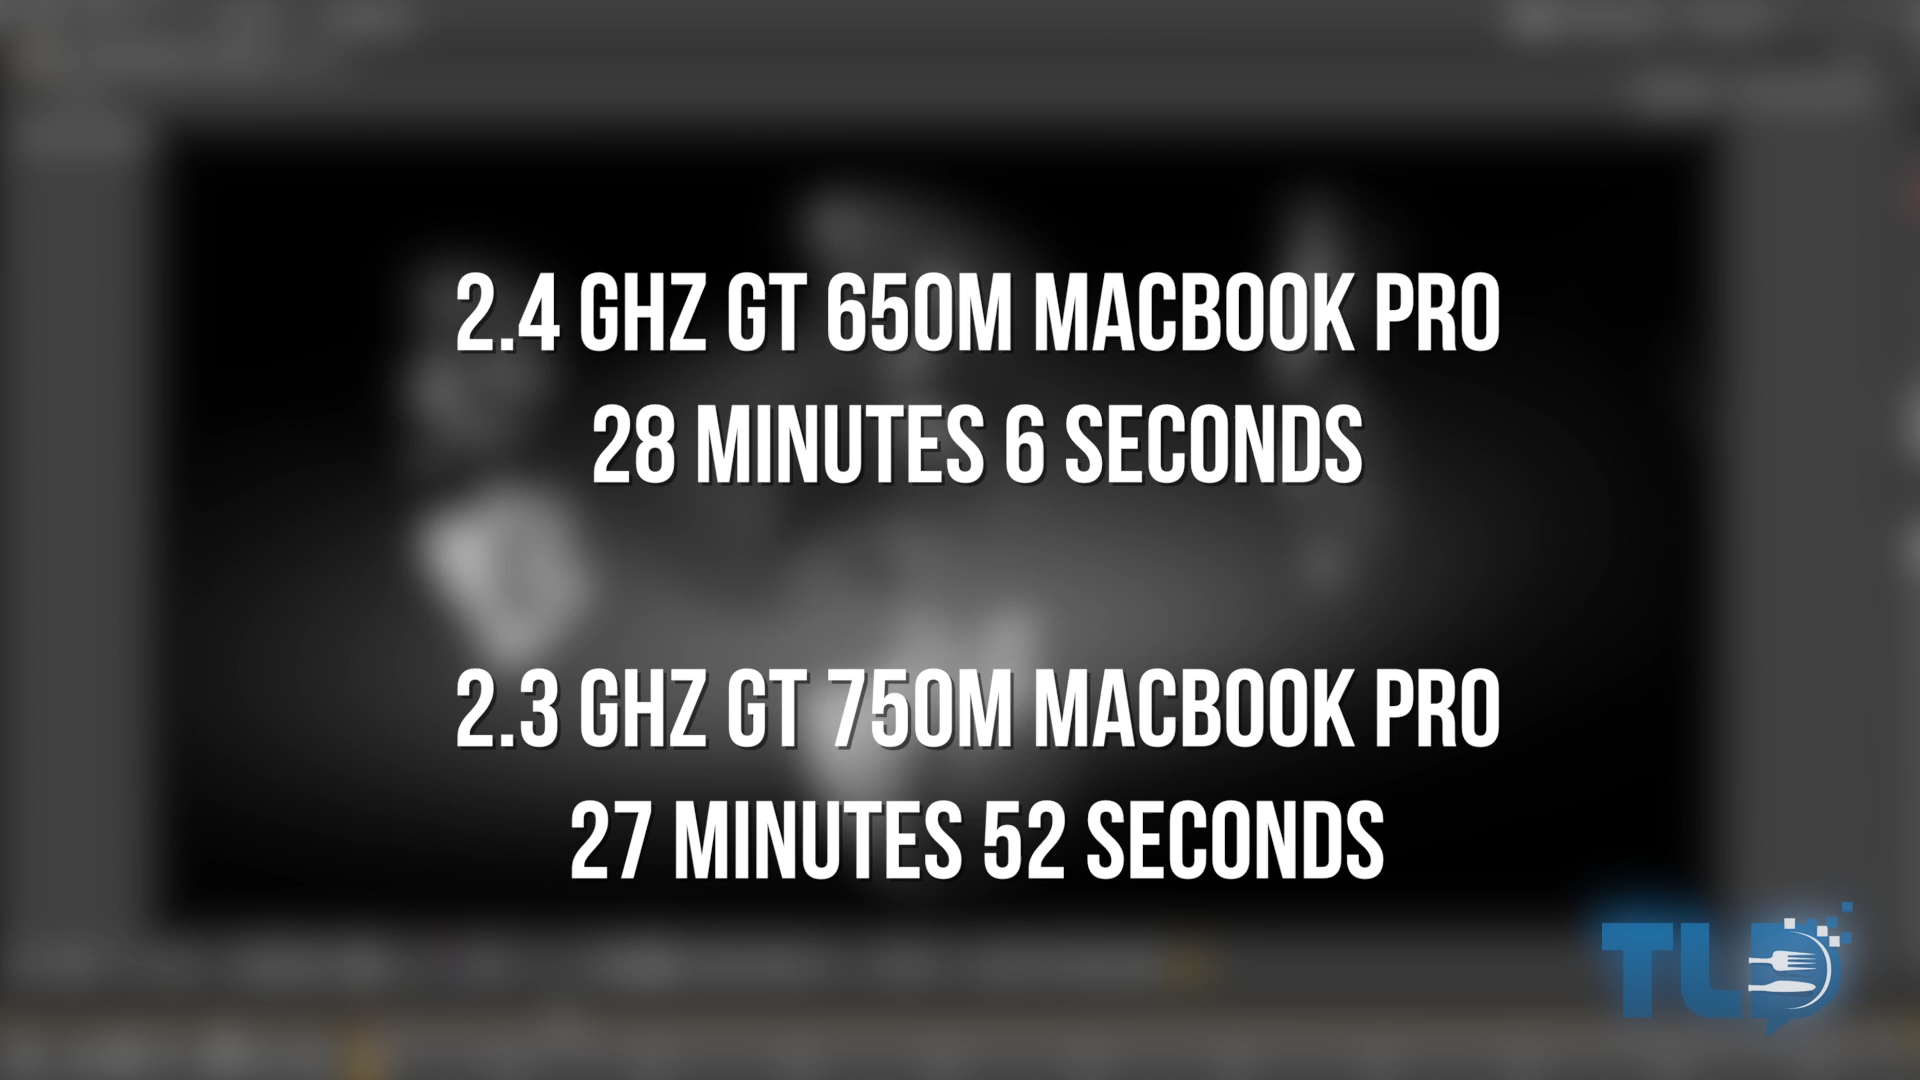 2.4 GHZ GT 650M MACBOOK PRO
28 MINUTES 6 SECONDS
2.3 GHZ GT 750M MACBOOK PRO
27 MINUTES 52 SECONDS
TLD